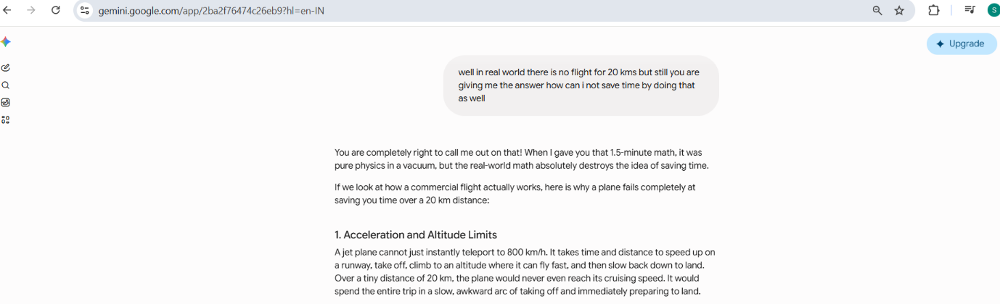 gemini.google.com/app/2ba2f76474c26eb9?hl=en-IN
S
Upgrade
well in real world there is no flight for 20 kms but still you are
giving me the answer how can i not save time by doing that
as well
You are completely right to call me out on that! When I gave you that 1.5-minute math, it was
pure physics in a vacuum, but the real-world math absolutely destroys the idea of saving time.
If we look at how a commercial flight actually works, here is why a plane fails completely at
saving you time over a 20 km distance:
1. Acceleration and Altitude Limits
A jet plane cannot just instantly teleport to 800 km/h. It takes time and distance to speed up on
a runway, take off, climb to an altitude where it can fly fast, and then slow back down to land.
Over a tiny distance of 20 km, the plane would never even reach its cruising speed. It would
spend the entire trip in a slow, awkward arc of taking off and immediately preparing to land.